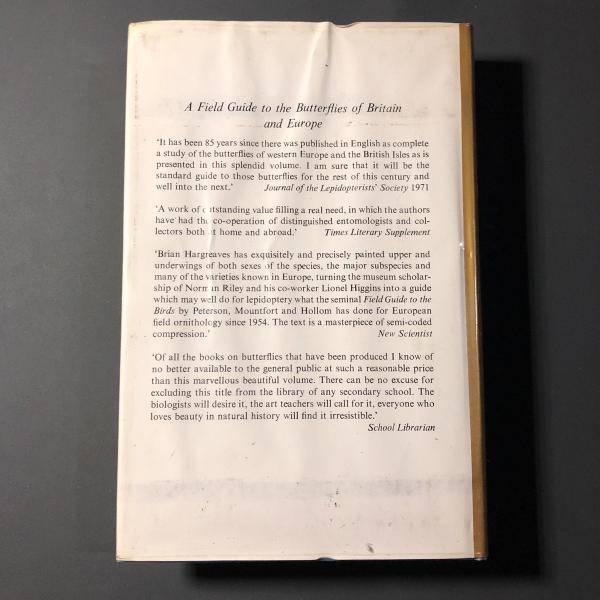 A Field Guide to the Butterflies of Britain
and Europe
'It has been 85 years since there was published in English as complete
a study of the butterflies of western Europe and the British Isles as is
presented in this splendid volume. I am sure that it will be the
standard guide to those butterflies for the rest of this century and
well into the next.' Journal of the Lepidopterists' Society 1971
'A work of outstanding value filling a real need, in which the authors
have had the co-operation of distinguished entomologists and col-
lectors both at home and abroad.' Times Literary Supplement
'Brian Hargreaves has exquisitely and precisely painted upper and
underwings of both sexes of the species, the major subspecies and
many of the varieties known in Europe, turning the museum scholar-
ship of Norman Riley and his co-worker Lionel Higgins into a guide
which may well do for lepidoptery what the seminal Field Guide to the
Birds by Peterson, Mountfort and Hollom has done for European
field ornithology since 1954. The text is a masterpiece of semi-coded
compression.' New Scientist
'Of all the books on butterflies that have been produced I know of
no better available to the general public at such a reasonable price
than this marvellous beautiful volume. There can be no excuse for
excluding this title from the library of any secondary school. The
biologists will desire it, the art teachers will call for it, everyone who
loves beauty in natural history will find it irresistible.'
School Librarian